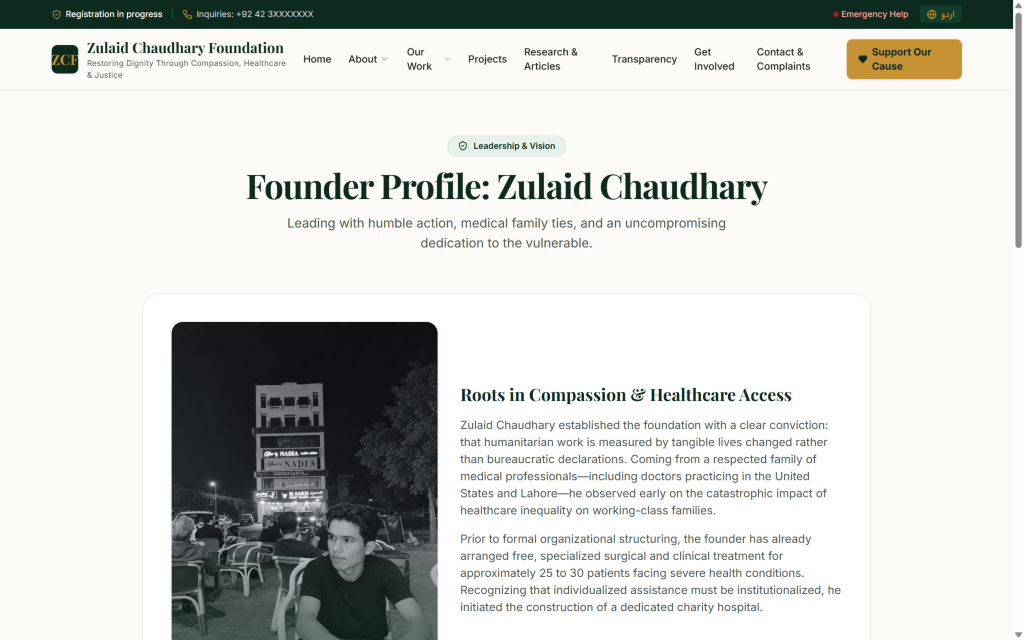 Registration in progress
Inquiries: +92 42 3XXXXXXX
Emergency Help
اردو
ZCF
Zulaid Chaudhary Foundation
Restoring Dignity Through Compassion, Healthcare
& Justice
Home
About
Our
Work
Projects
Research &
Articles
Transparency
Get
Involved
Contact &
Complaints
Support Our
Cause
Leadership & Vision
Founder Profile: Zulaid Chaudhary
Leading with humble action, medical family ties, and an uncompromising
dedication to the vulnerable.
NADIA
NADIA
Roots in Compassion & Healthcare Access
Zulaid Chaudhary established the foundation with a clear conviction:
that humanitarian work is measured by tangible lives changed rather
than bureaucratic declarations. Coming from a respected family of
medical professionals—including doctors practicing in the United
States and Lahore—he observed early on the catastrophic impact of
healthcare inequality on working-class families.
Prior to formal organizational structuring, the founder has already
arranged free, specialized surgical and clinical treatment for
approximately 25 to 30 patients facing severe health conditions.
Recognizing that individualized assistance must be institutionalized, he
initiated the construction of a dedicated charity hospital.